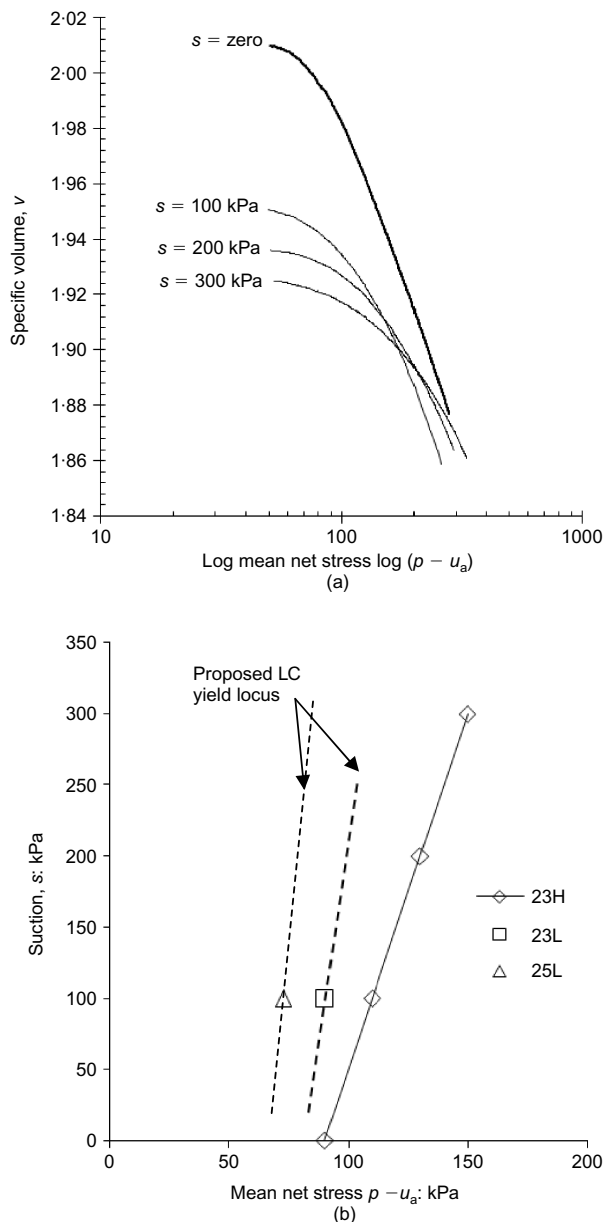 2·02
2·00
1·98
1·96
1·94
1·92
1·90
1·88
1·86
1·84
Specific volume, v
s = zero
s = 100 kPa
s = 200 kPa
s = 300 kPa
10
100
1000
Log mean net stress log (p − uₐ)
(a)
350
300
250
200
150
100
50
0
Suction, s: kPa
Proposed LC
yield locus
23H
23L
25L
0
50
100
150
200
Mean net stress p −uₐ: kPa
(b)